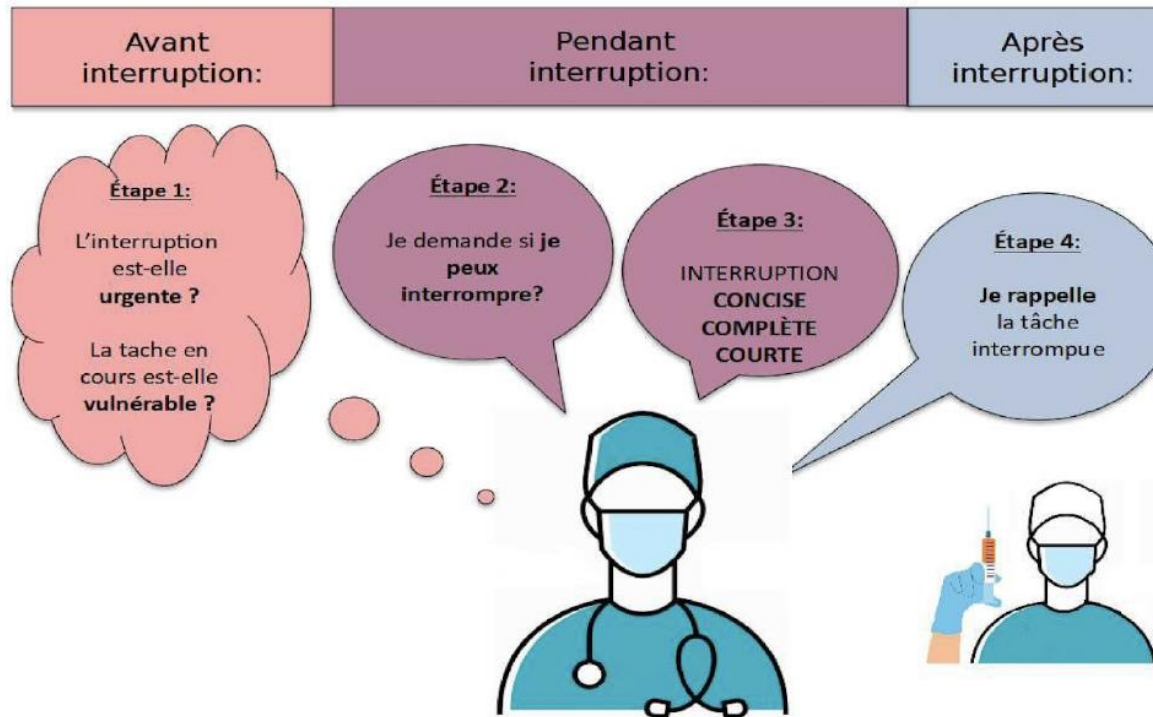 Avant
interruption:
Pendant
interruption:
Après
interruption:
Étape 1:
L'interruption
est-elle
urgente ?
La tache en
cours est-elle
vulnérable ?
Étape 2:
Je demande si je
peux
interrompre?
Étape 3:
INTERRUPTION
CONCISE
COMPLÈTE
COURTE
Étape 4:
Je rappelle
la tâche
interrompue